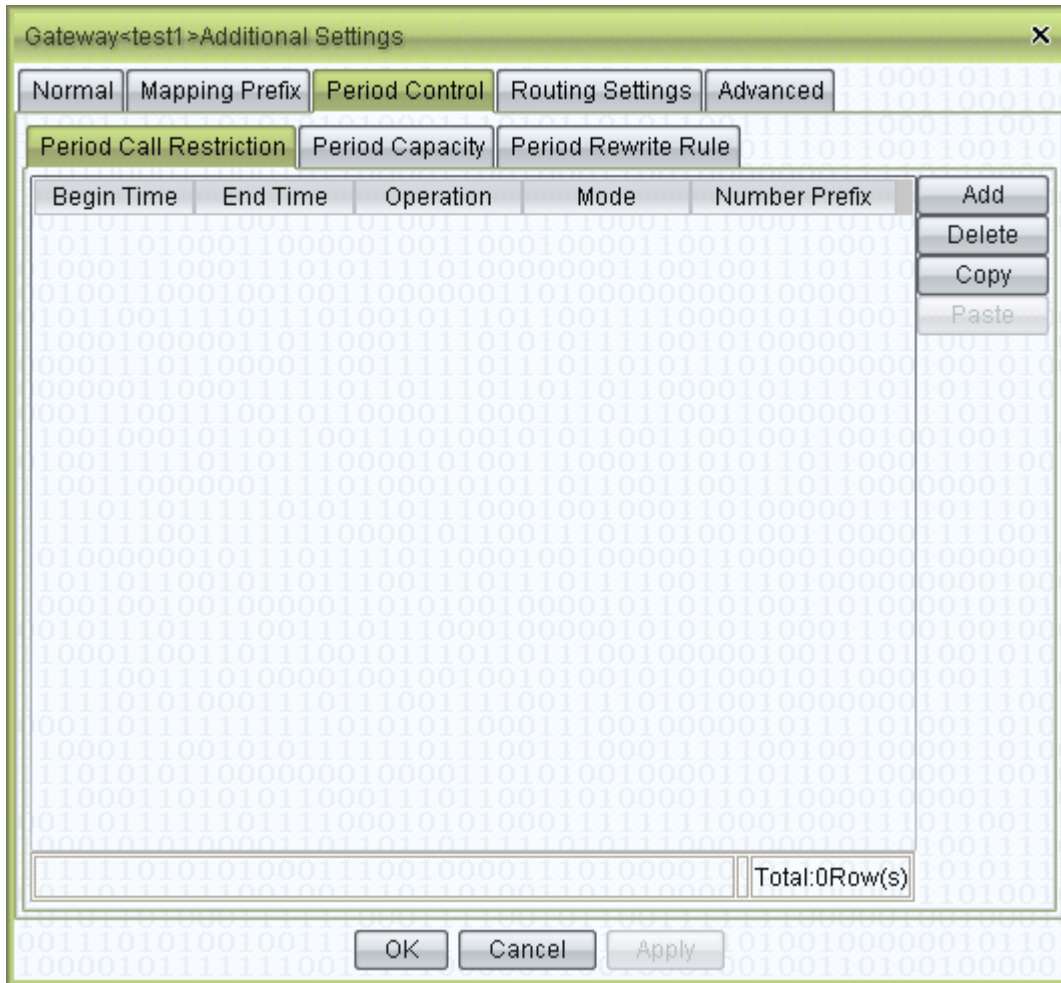 Gateway<test1>Additional Settings
Normal Mapping Prefix Period Control Routing Settings Advanced
Period Call Restriction Period Capacity Period Rewrite Rule
Begin Time End Time Operation Mode Number Prefix Add
Delete
Copy
Paste
Total:0Row(s)
OK Cancel Apply